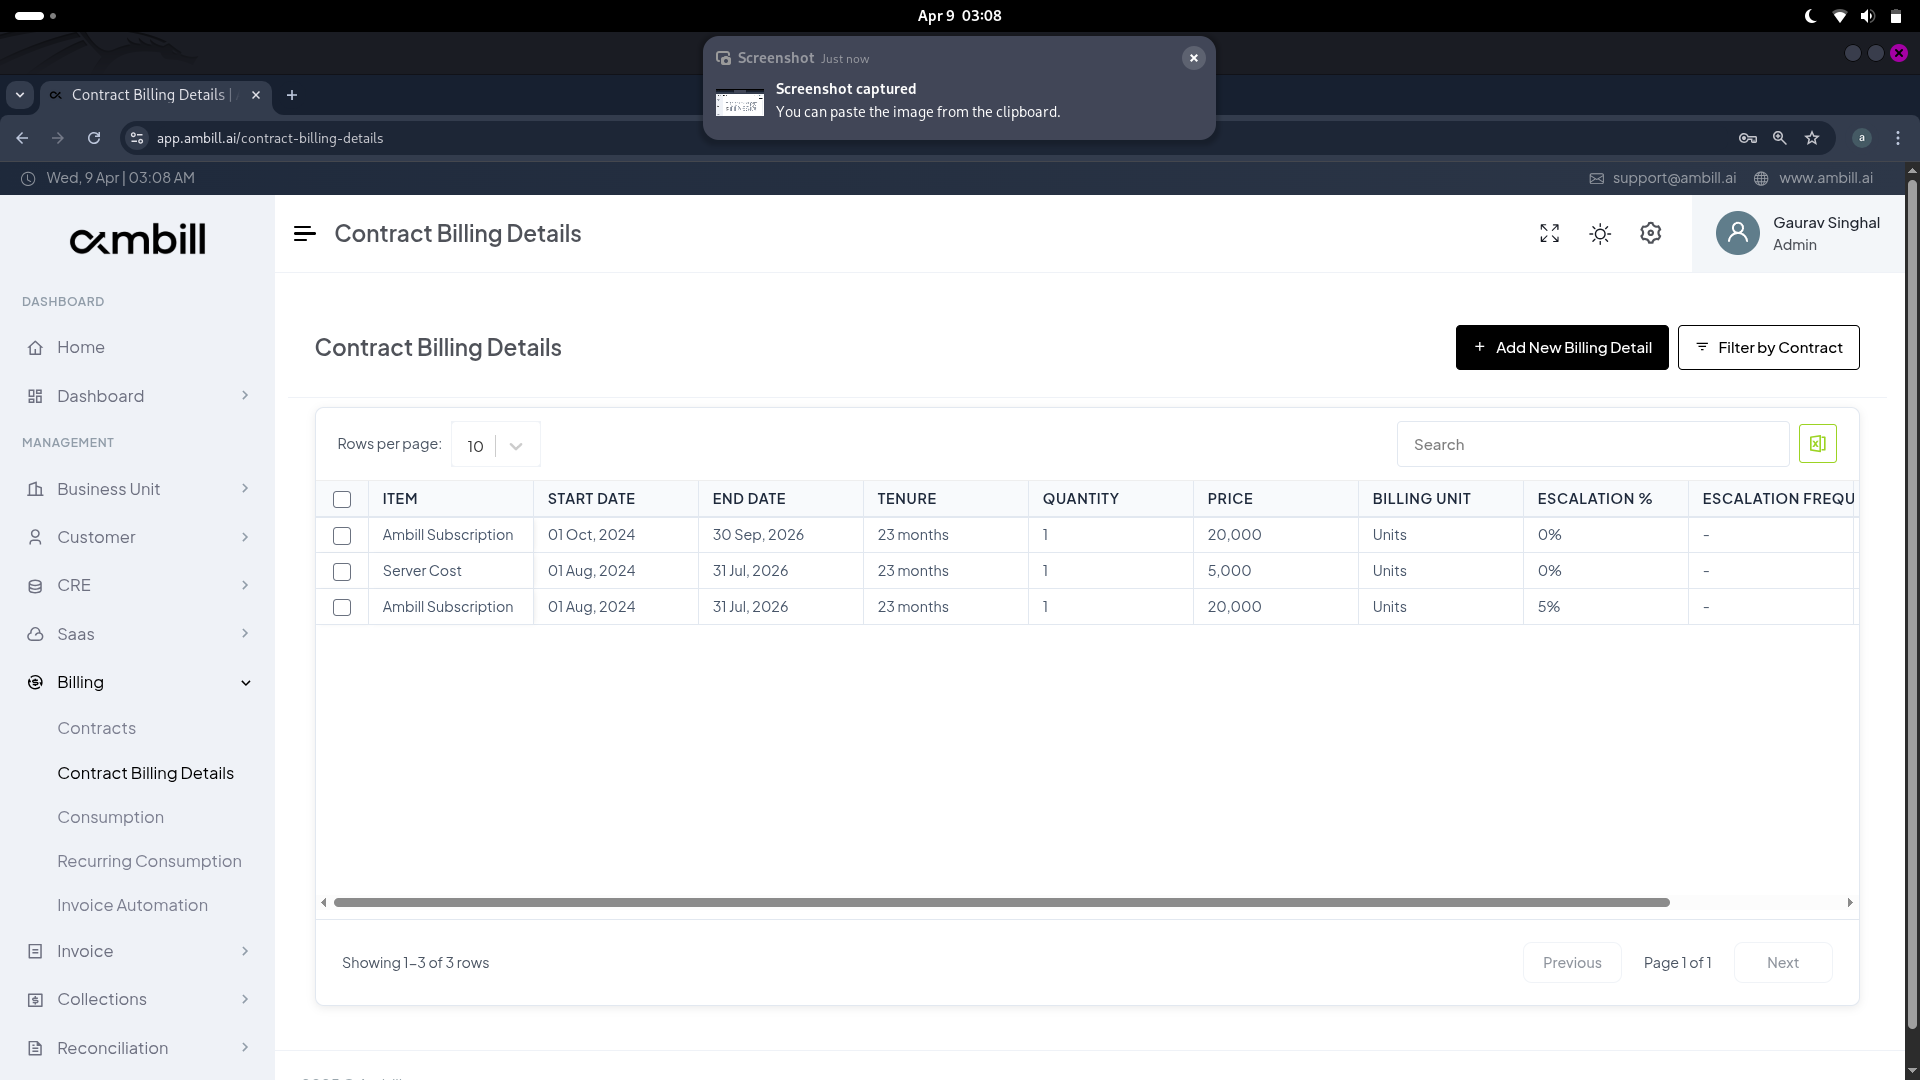 Apr 9 03:08
Screenshot Just now
Screenshot captured
You can paste the image from the clipboard.
Contract Billing Details |
app.ambill.ai/contract-billing-details
a
Wed, 9 Apr | 03:08 AM
support@ambill.ai
www.ambill.ai
ambill
Contract Billing Details
Gaurav Singhal
Admin
DASHBOARD
Home
Dashboard
MANAGEMENT
Business Unit
Customer
CRE
Saas
Billing
Contracts
Contract Billing Details
Consumption
Recurring Consumption
Invoice Automation
Invoice
Collections
Reconciliation
Contract Billing Details
+ Add New Billing Detail
Filter by Contract
Rows per page: 10
Search
ITEM START DATE END DATE TENURE QUANTITY PRICE BILLING UNIT ESCALATION % ESCALATION FREQU
Ambill Subscription 01 Oct, 2024 30 Sep, 2026 23 months 1 20,000 Units 0% -
Server Cost 01 Aug, 2024 31 Jul, 2026 23 months 1 5,000 Units 0% -
Ambill Subscription 01 Aug, 2024 31 Jul, 2026 23 months 1 20,000 Units 5% -
Showing 1–3 of 3 rows
Previous
Page 1 of 1
Next